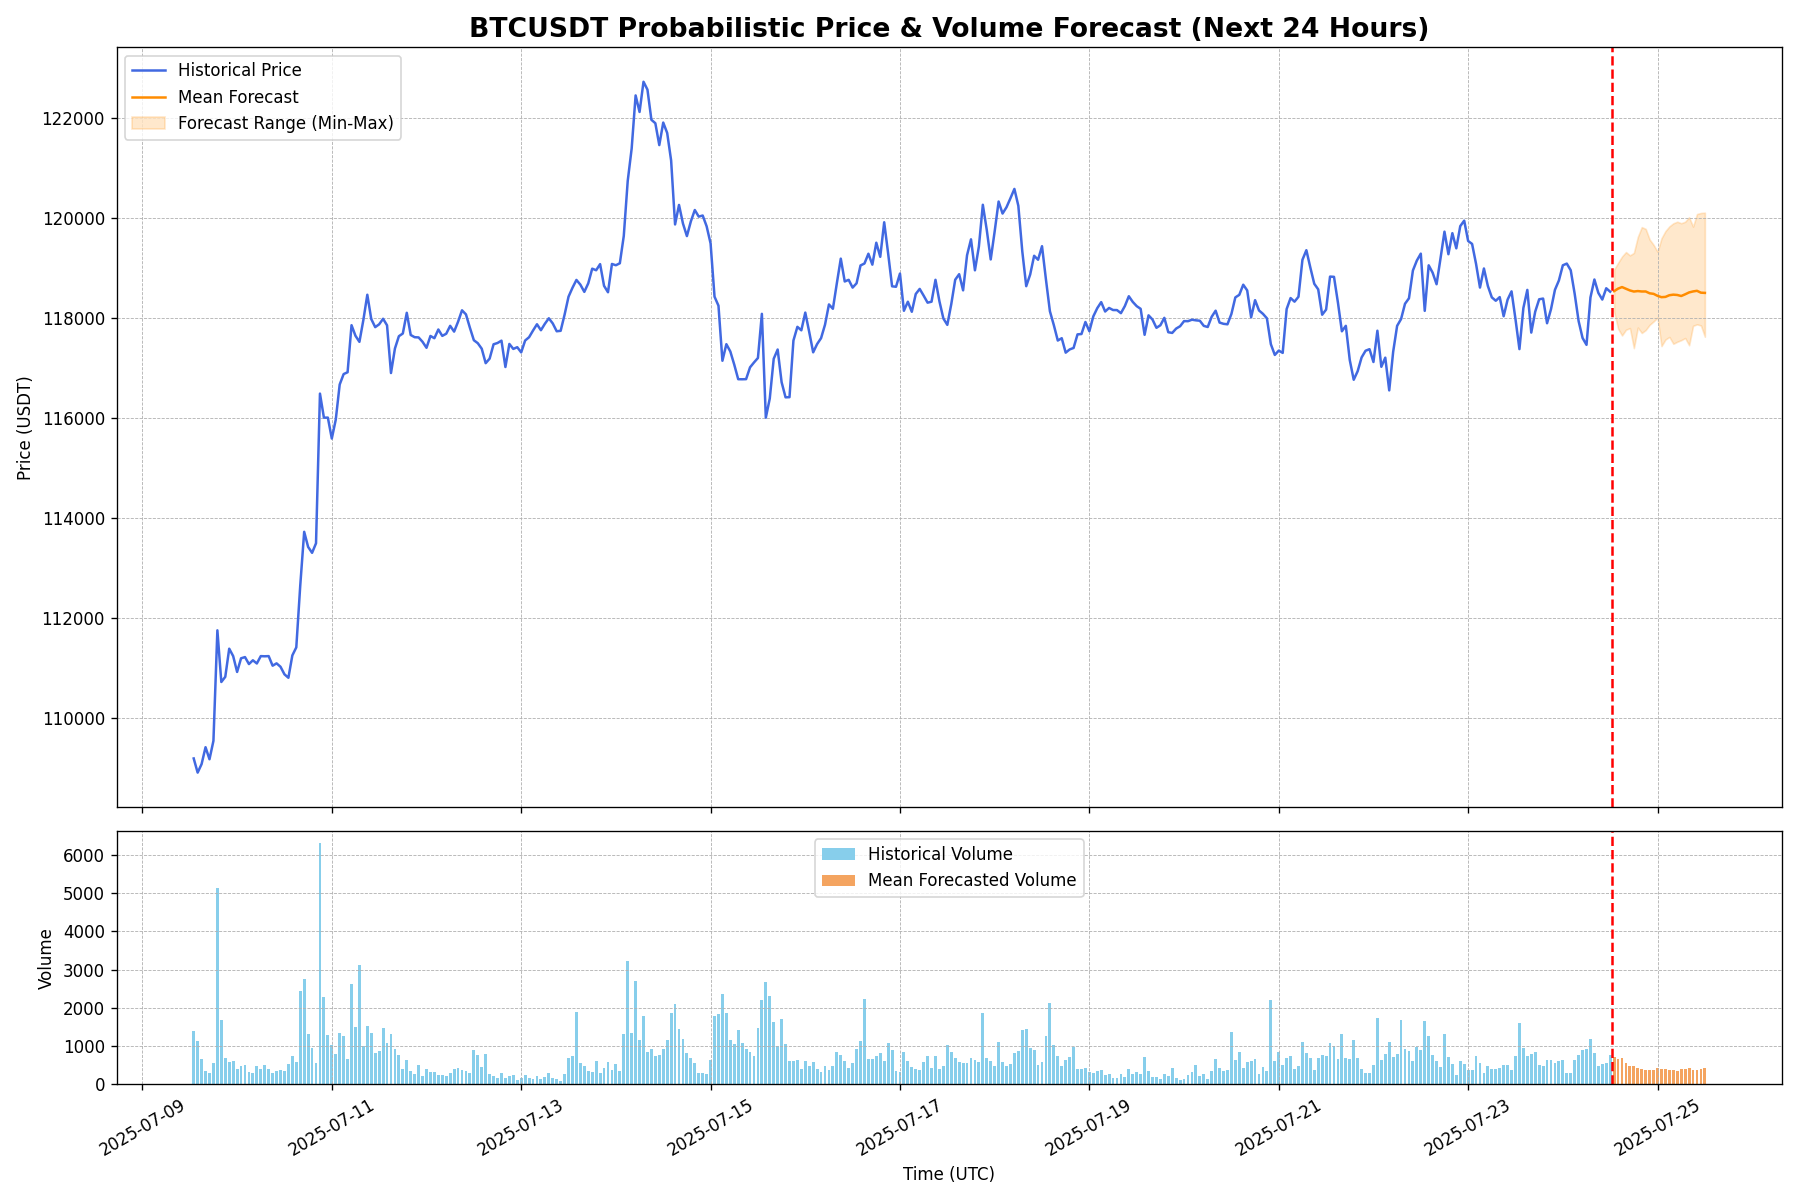 BTCUSDT Probabilistic Price & Volume Forecast (Next 24 Hours)
Historical Price
Mean Forecast
Forecast Range (Min-Max)
Price (USDT)
122000
120000
118000
116000
114000
112000
110000
Historical Volume
Mean Forecasted Volume
Volume
6000
5000
4000
3000
2000
1000
0
2025-07-09
2025-07-11
2025-07-13
2025-07-15
2025-07-17
2025-07-19
2025-07-21
2025-07-23
2025-07-25
Time (UTC)